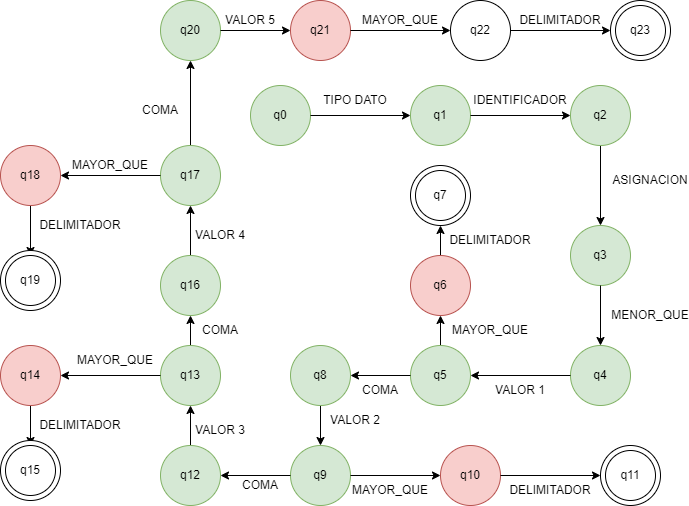 q20
VALOR 5
q21
MAYOR_QUE
q22
DELIMITADOR
q23
COMA
q0
TIPO DATO
q1
IDENTIFICADOR
q2
q18
MAYOR_QUE
q17
ASIGNACION
q7
DELIMITADOR
VALOR 4
DELIMITADOR
q3
q19
q16
q6
MENOR_QUE
COMA
MAYOR_QUE
q14
MAYOR_QUE
q13
q8
COMA
q5
VALOR 1
q4
DELIMITADOR
VALOR 3
VALOR 2
q15
q12
COMA
q9
MAYOR_QUE
q10
DELIMITADOR
q11